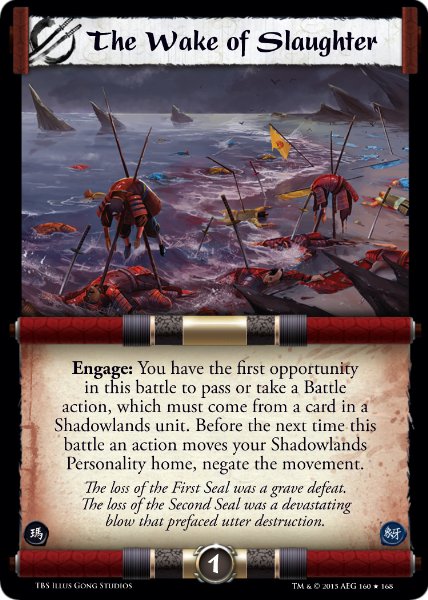 The Wake of Slaughter
Engage: You have the first opportunity
in this battle to pass or take a Battle
action, which must come from a card in a
Shadowlands unit. Before the next time this
battle an action moves your Shadowlands
Personality home, negate the movement.
The loss of the First Seal was a grave defeat.
The loss of the Second Seal was a devastating
blow that prefaced utter destruction.
瑪
1
TBS ILLUS GONG STUDIOS
TM & © 2015 AEG 160 ★ 168